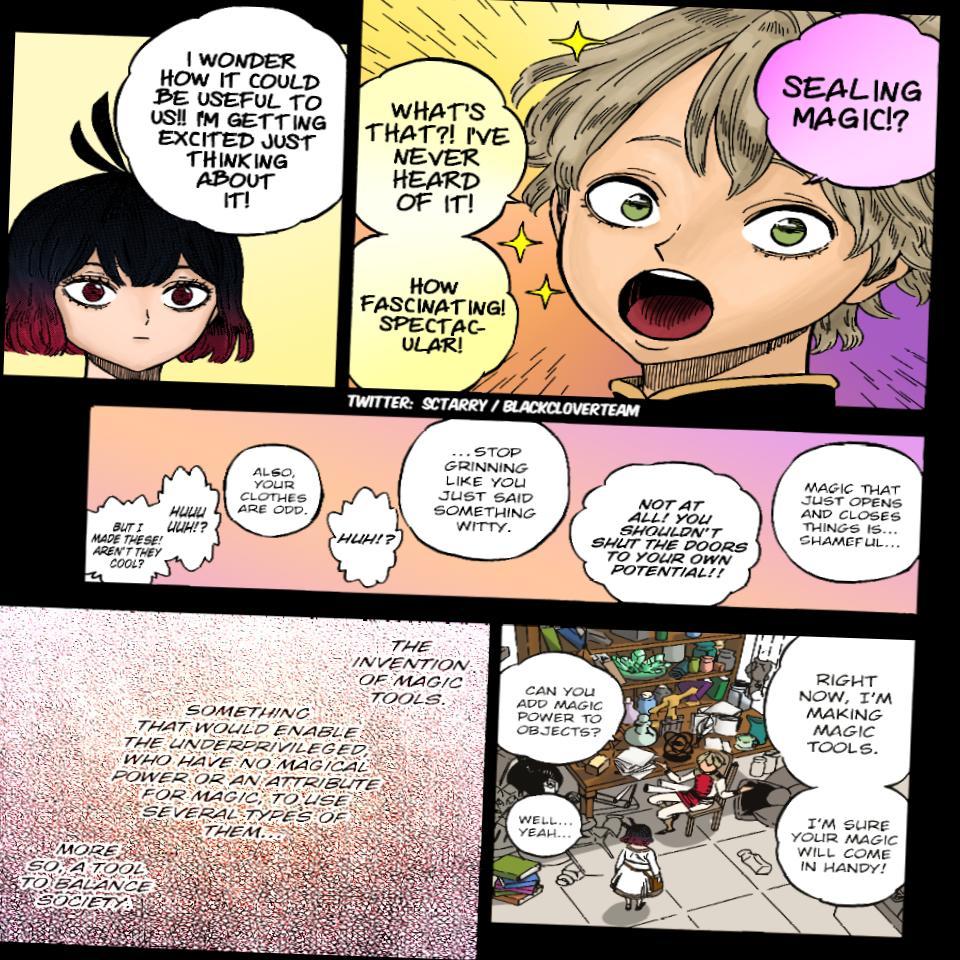 SEALING
MAGIC!?
WHAT'S
THAT?! I'VE
NEVER
HEARD
OF IT!
HOW
FASCINATING!
SPECTAC-
ULAR!
I WONDER
HOW IT COULD
BE USEFUL TO
US!! I'M GETTING
EXCITED JUST
THINKING
ABOUT
IT!
TWITTER: SCTARRY / BLACKCLOVERTEAM
MAGIC THAT
JUST OPENS
AND CLOSES
THINGS IS...
SHAMEFUL...
NOT AT
ALL! YOU
SHOULDN'T
SHUT THE DOORS
TO YOUR OWN
POTENTIAL!!
...STOP
GRINNING
LIKE YOU
JUST SAID
SOMETHING
WITTY.
HUH!?
ALSO,
YOUR
CLOTHES
ARE ODD.
HUUU
UUH!?
BUT I
MADE THESE!
AREN'T THEY
COOL?
RIGHT
NOW, I'M
MAKING
MAGIC
TOOLS.
I'M SURE
YOUR MAGIC
WILL COME
IN HANDY!
CAN YOU
ADD MAGIC
POWER TO
OBJECTS?
WELL...
YEAH...
THE
INVENTION
OF MAGIC
TOOLS.
SOMETHING
THAT WOULD ENABLE
THE UNDERPRIVILEGED,
WHO HAVE NO MAGICAL
POWER OR AN ATTRIBUTE
FOR MAGIC, TO USE
SEVERAL TYPES OF
THEM...
MORE
SO, A TOOL
TO BALANCE
SOCIETY.